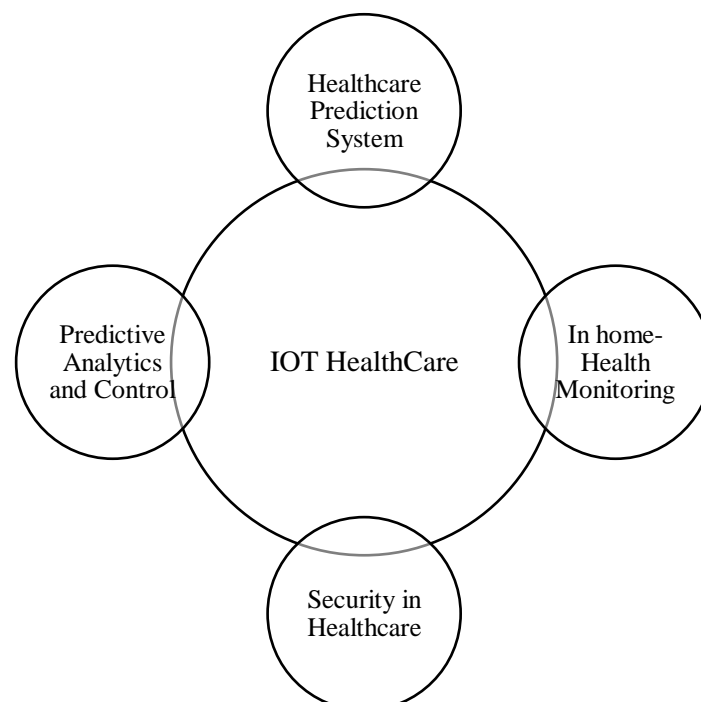 Healthcare
Prediction
System
Predictive
Analytics
and Control
IOT HealthCare
In home-
Health
Monitoring
Security in
Healthcare